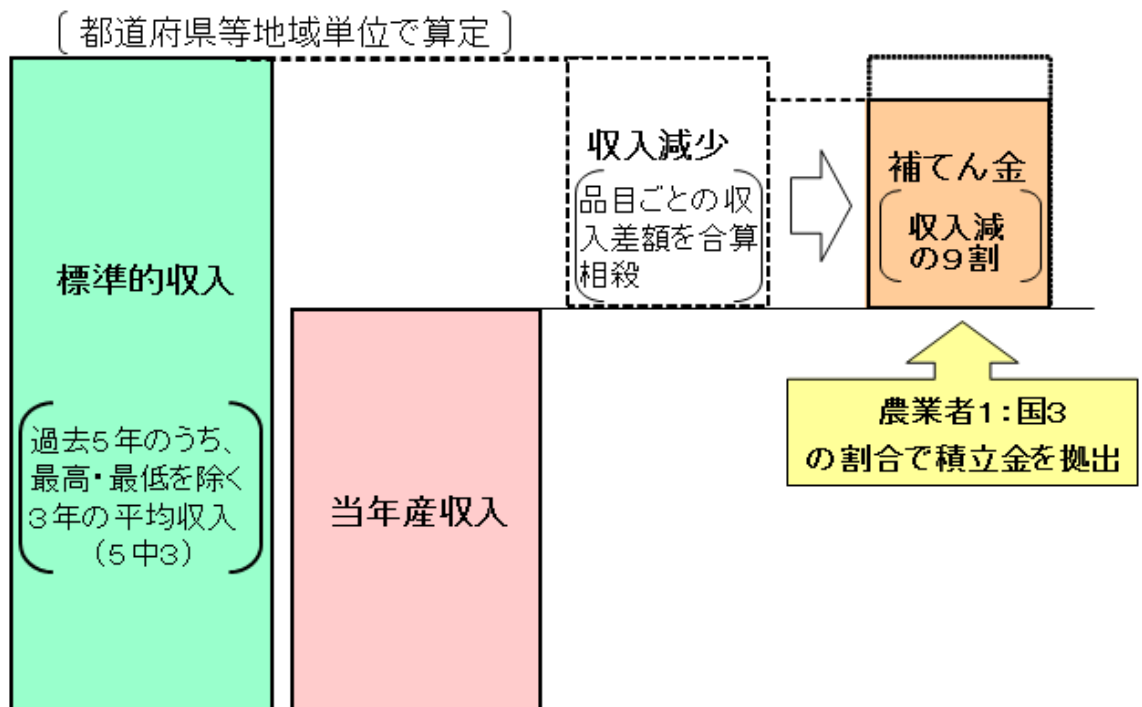 〔都道府県等地域単位で算定〕
標準的収入
過去5年のうち、
最高・最低を除く
3年の平均収入
(5中3)
当年産収入
収入減少
品目ごとの収
入差額を合算
相殺
補てん金
収入減
の9割
農業者1:国3
の割合で積立金を拠出